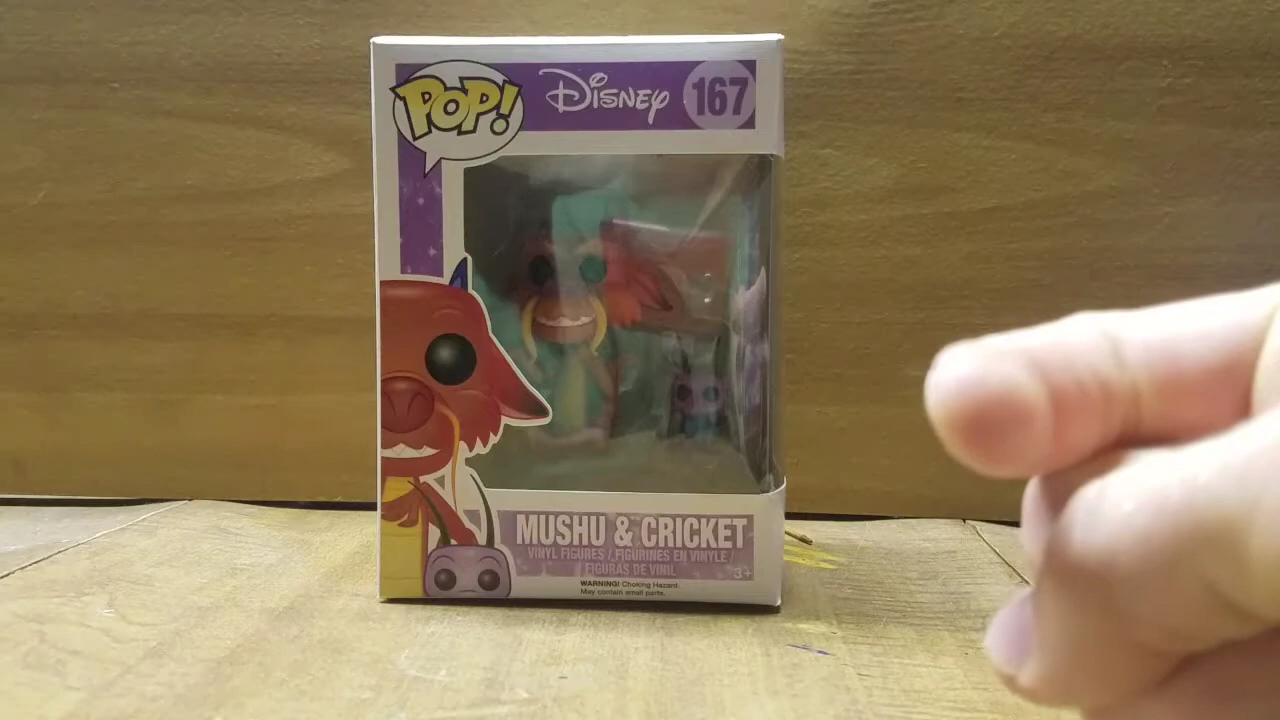 POP!
Disney
167
MUSHU & CRICKET
VINYL FIGURES / FIGURINES EN VINYLE /
FIGURAS DE VINIL
3+
WARNING! Choking Hazard.
May contain small parts.